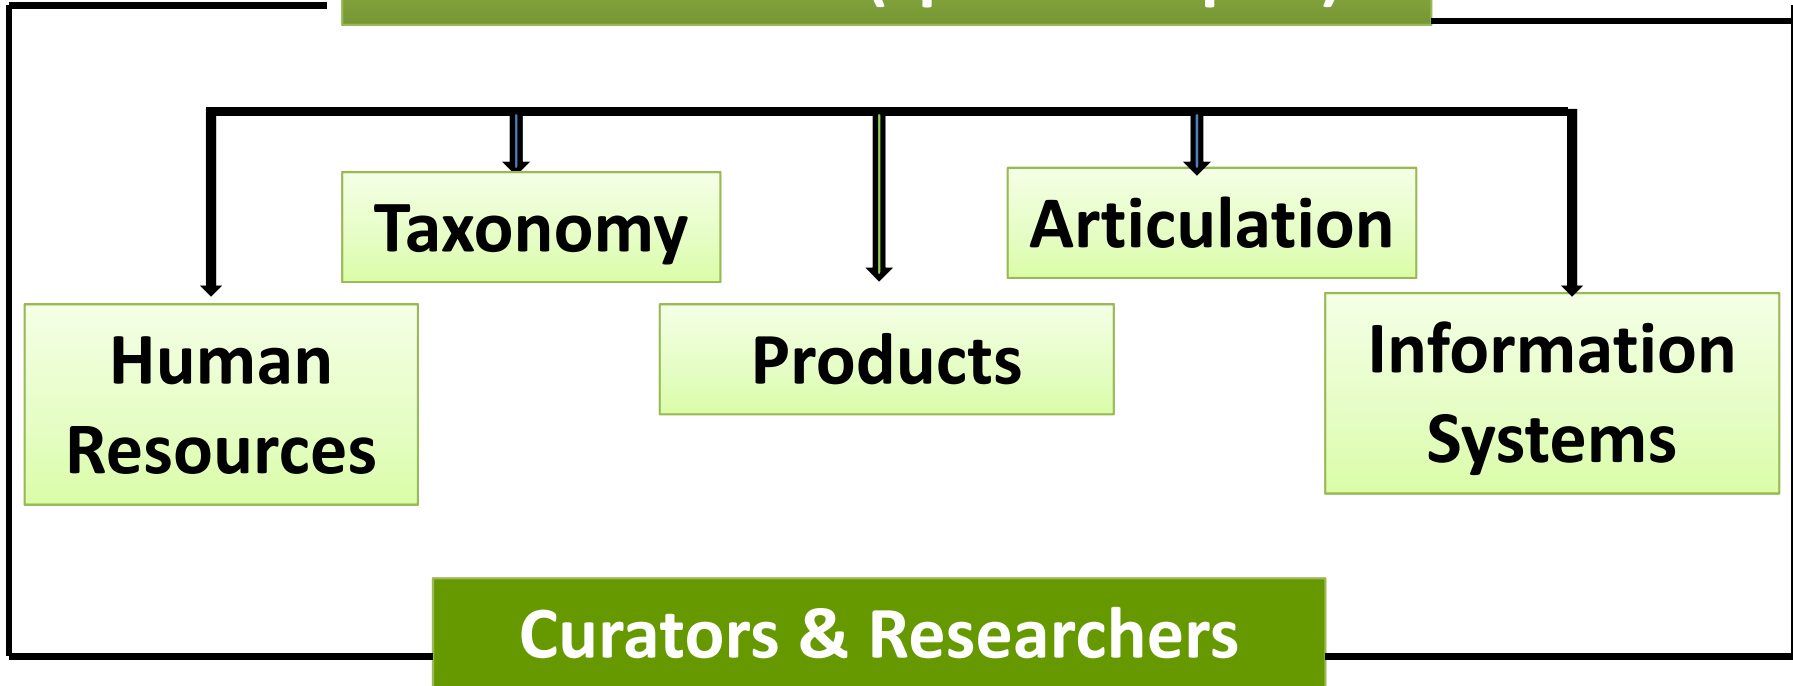 Taxonomy
Articulation
Human
Resources
Products
Information
Systems
Curators & Researchers